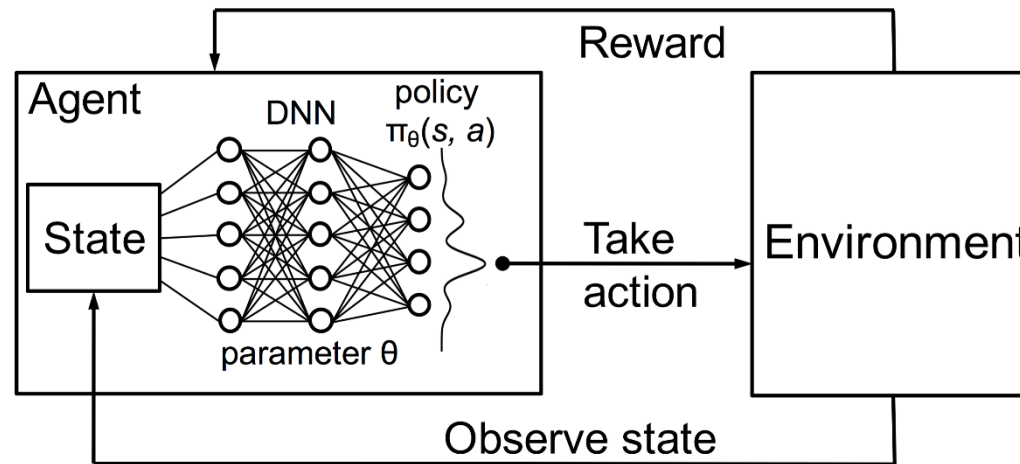 Reward
Agent
policy
DNN
πθ(s, a)
State
Take
action
Environment
parameter θ
Observe state